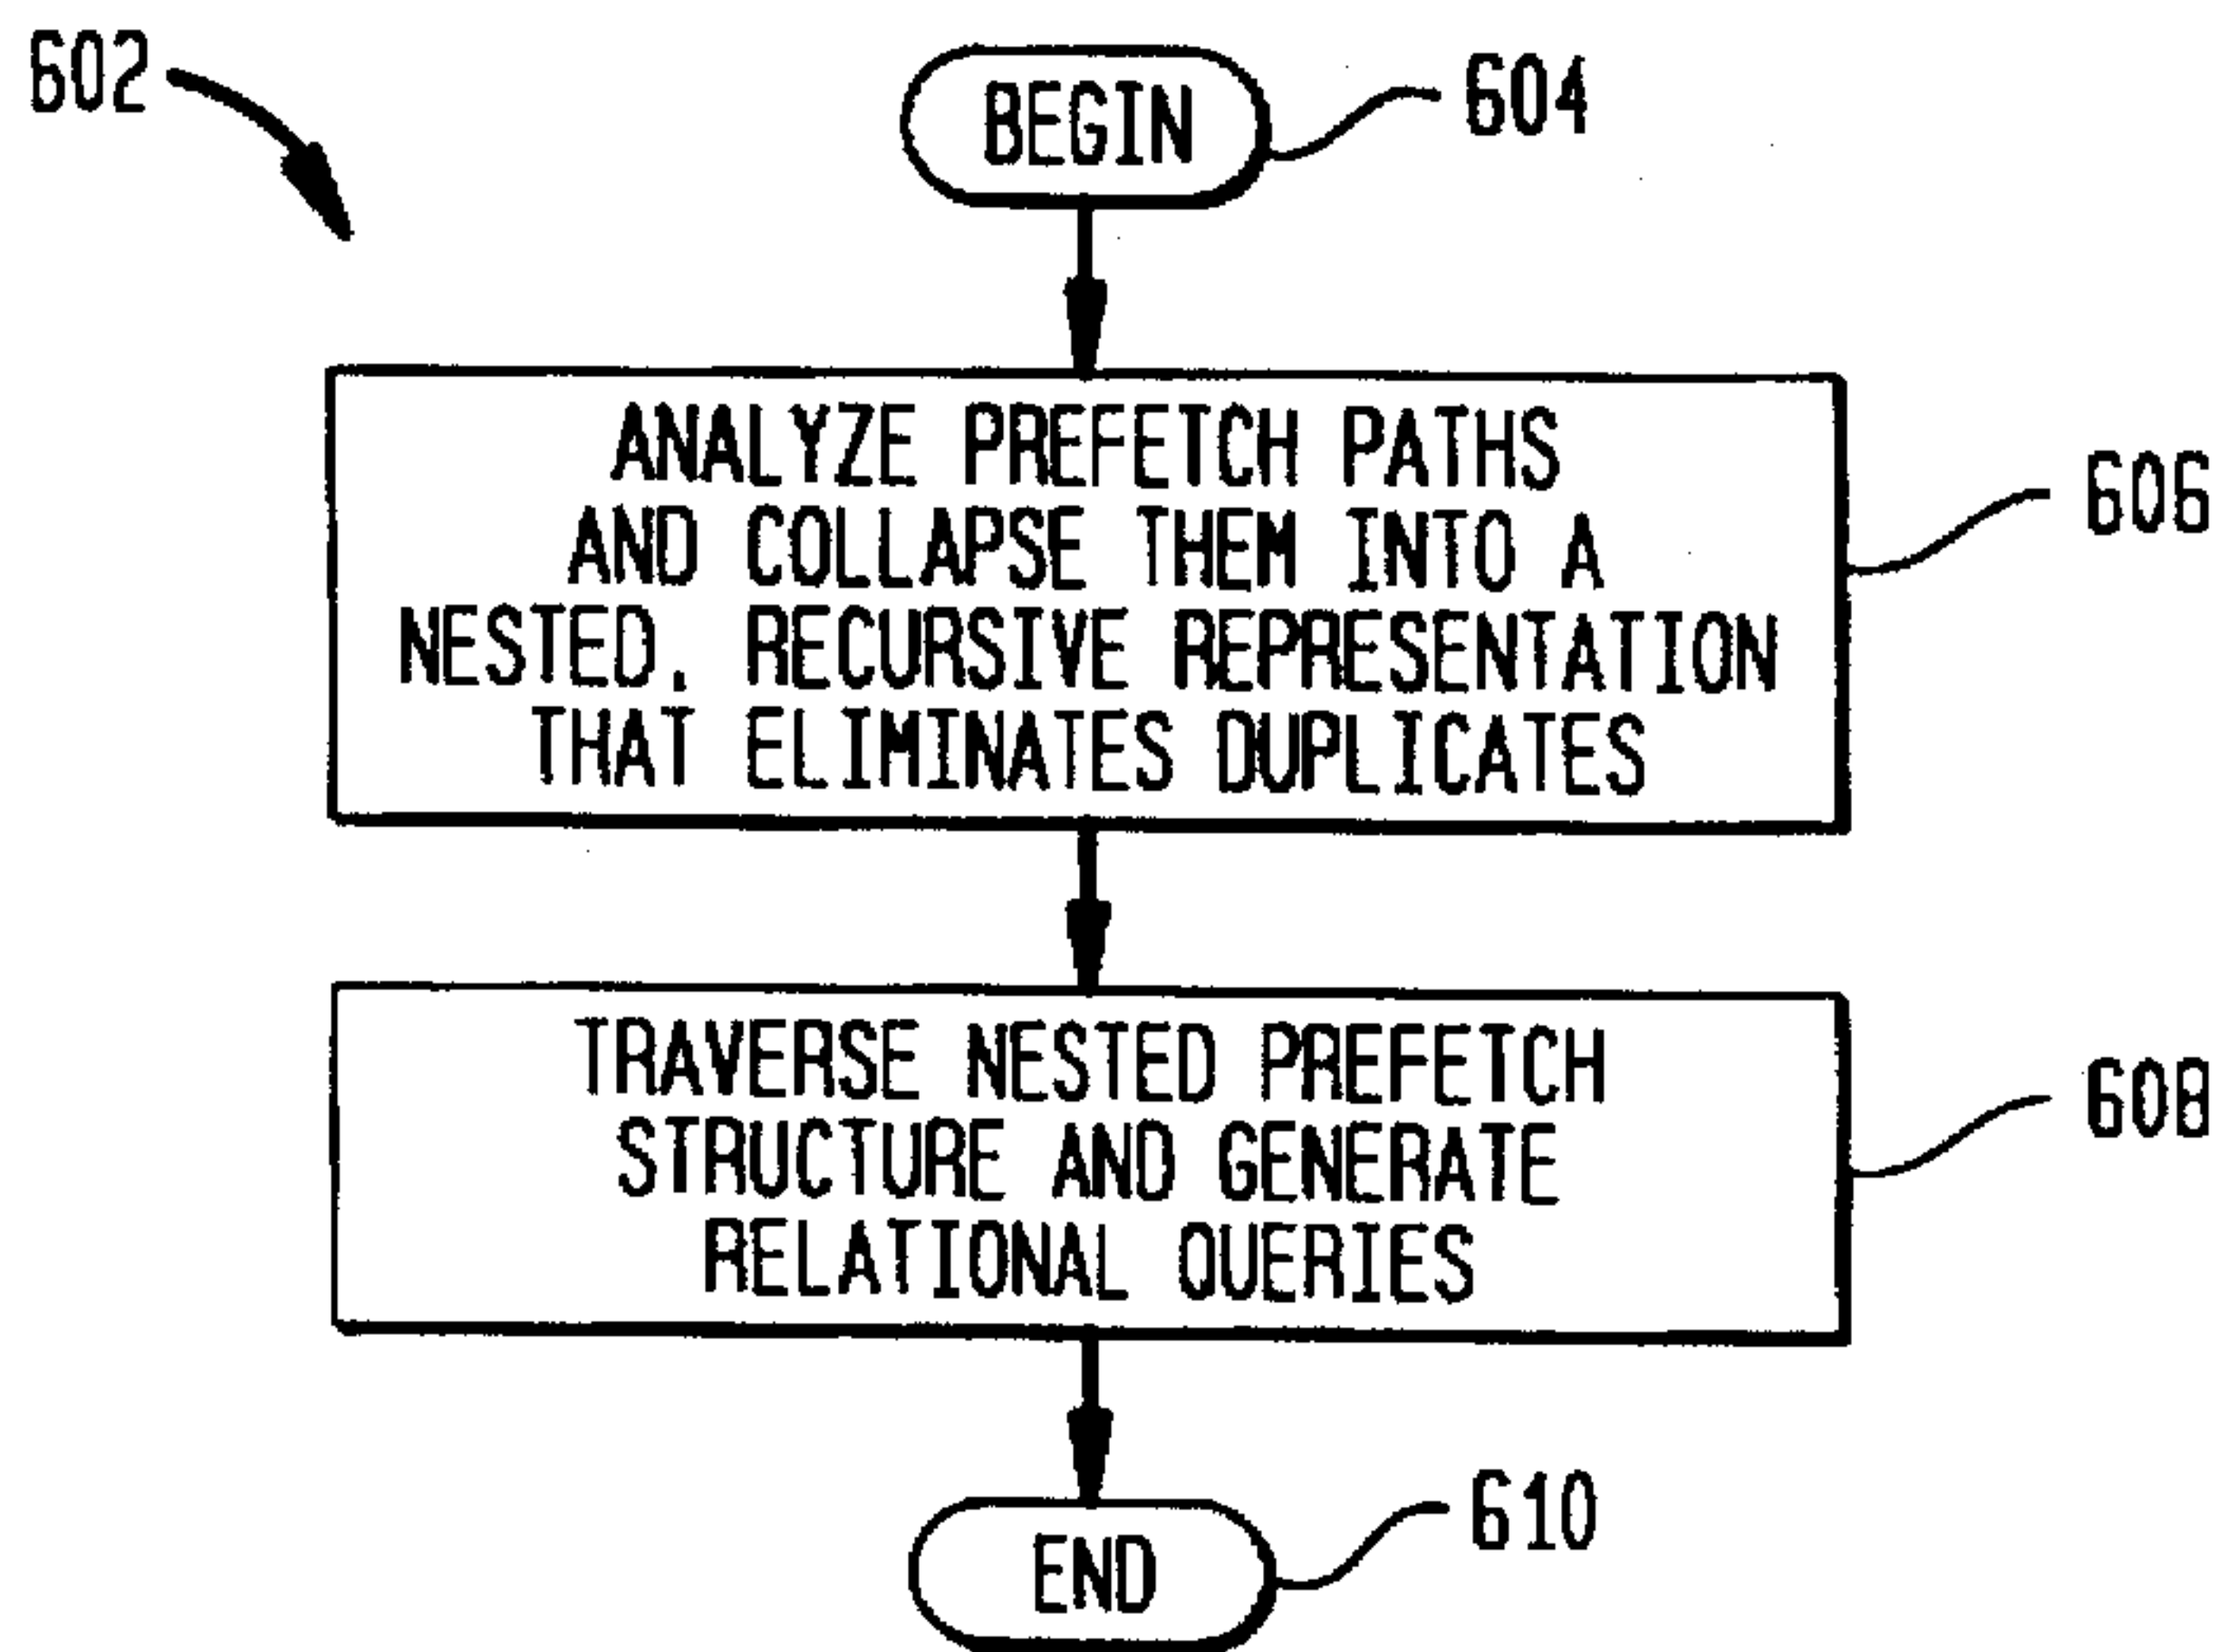 602
BEGIN
604
ANALYZE PREFETCH PATHS
AND COLLAPSE THEM INTO A
NESTED, RECURSIVE REPRESENTATION
THAT ELIMINATES DUPLICATES
606
TRAVERSE NESTED PREFETCH
STRUCTURE AND GENERATE
RELATIONAL QUERIES
608
END
610